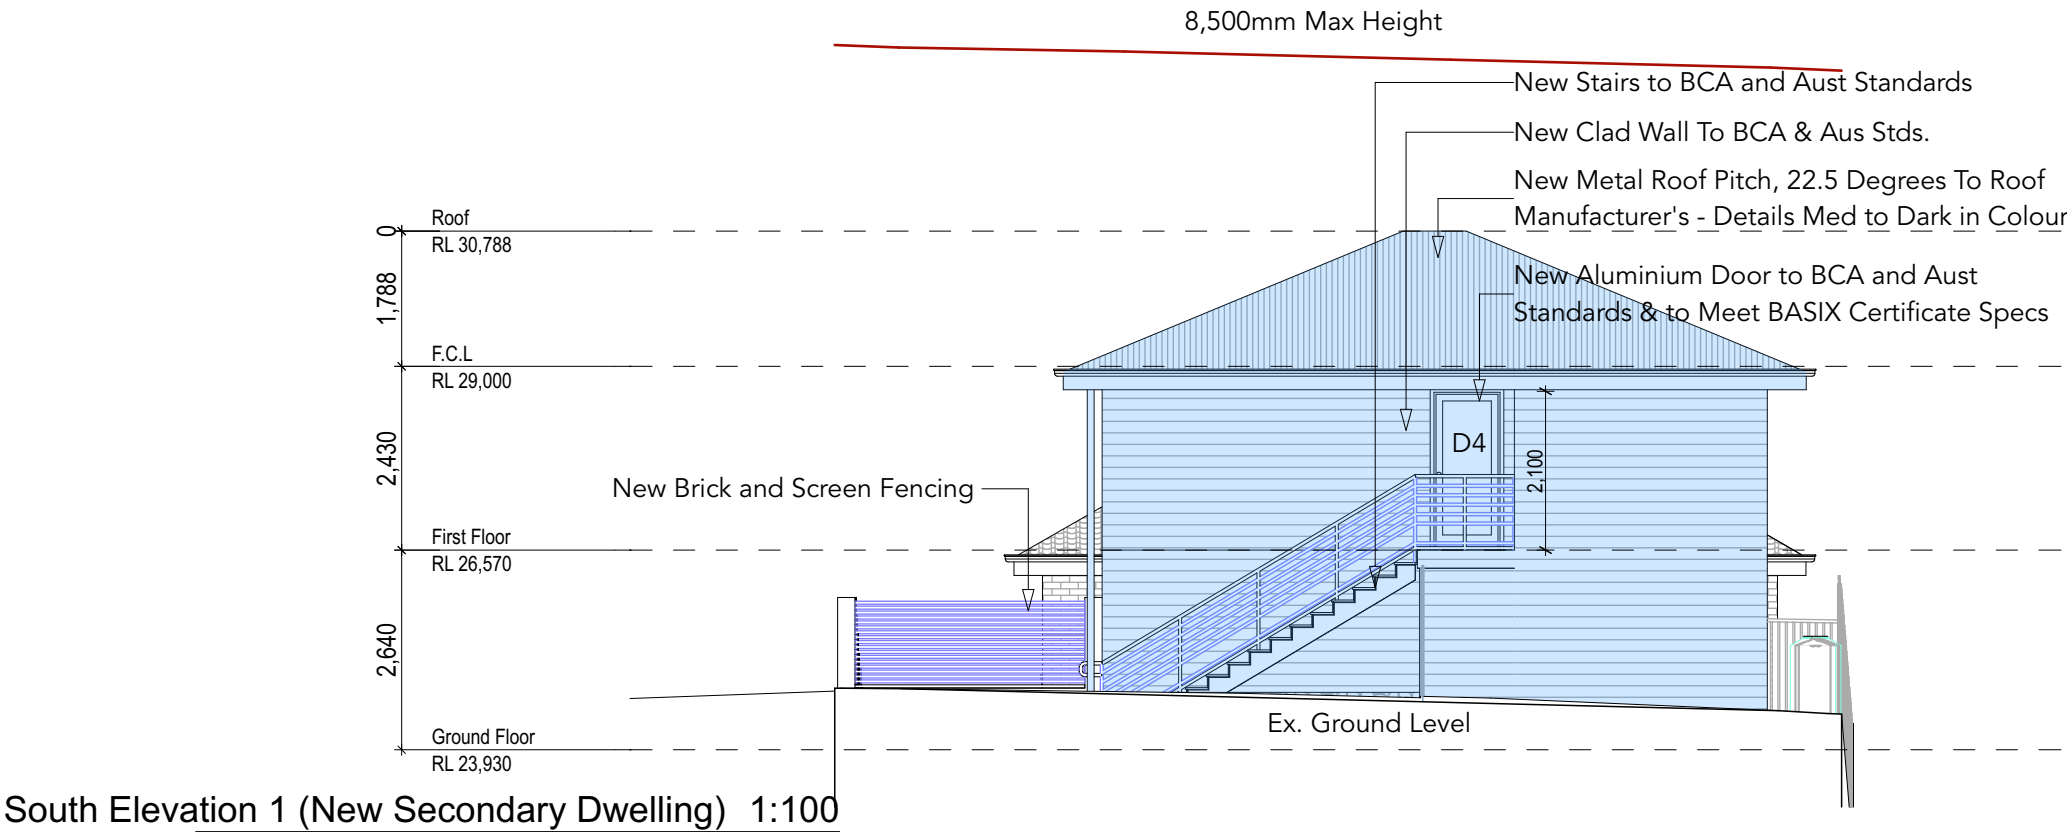 8,500mm Max Height
New Stairs to BCA and Aust Standards
New Clad Wall To BCA & Aus Stds.
New Metal Roof Pitch, 22.5 Degrees To Roof
Manufacturer's - Details Med to Dark in Colour
Roof
RL 30,788
0
1,788
New Aluminium Door to BCA and Aust
Standards & to Meet BASIX Certificate Specs
F.C.L
RL 29,000
2,430
D4
2,100
New Brick and Screen Fencing
First Floor
RL 26,570
2,640
Ex. Ground Level
Ground Floor
RL 23,930
South Elevation 1 (New Secondary Dwelling) 1:100